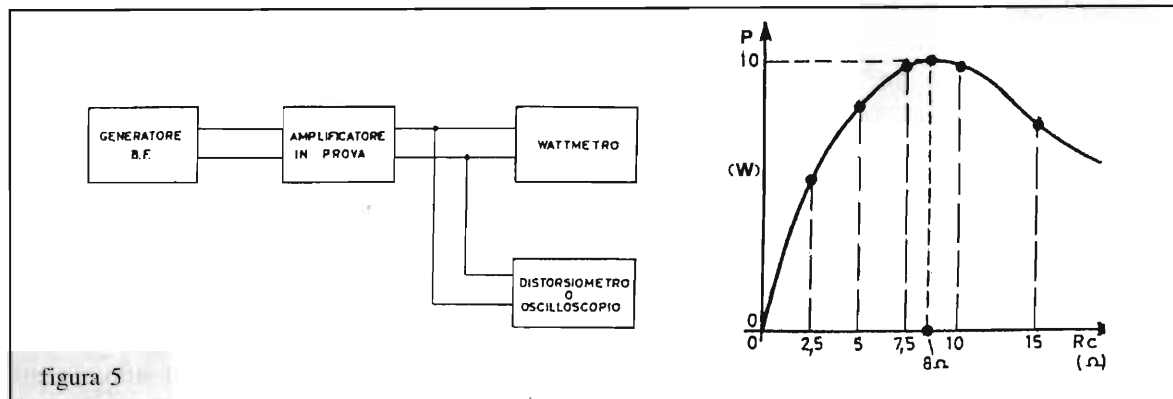 GENERATORE
B.F.
AMPLIFICATORE
IN PROVA
WATTMETRO
DISTORSIOMETRO
O
OSCILLOSCOPIO
figura 5
P
10
(W)
0
0
2,5
5
7,5
10
15
Rc
(Ω)
8Ω